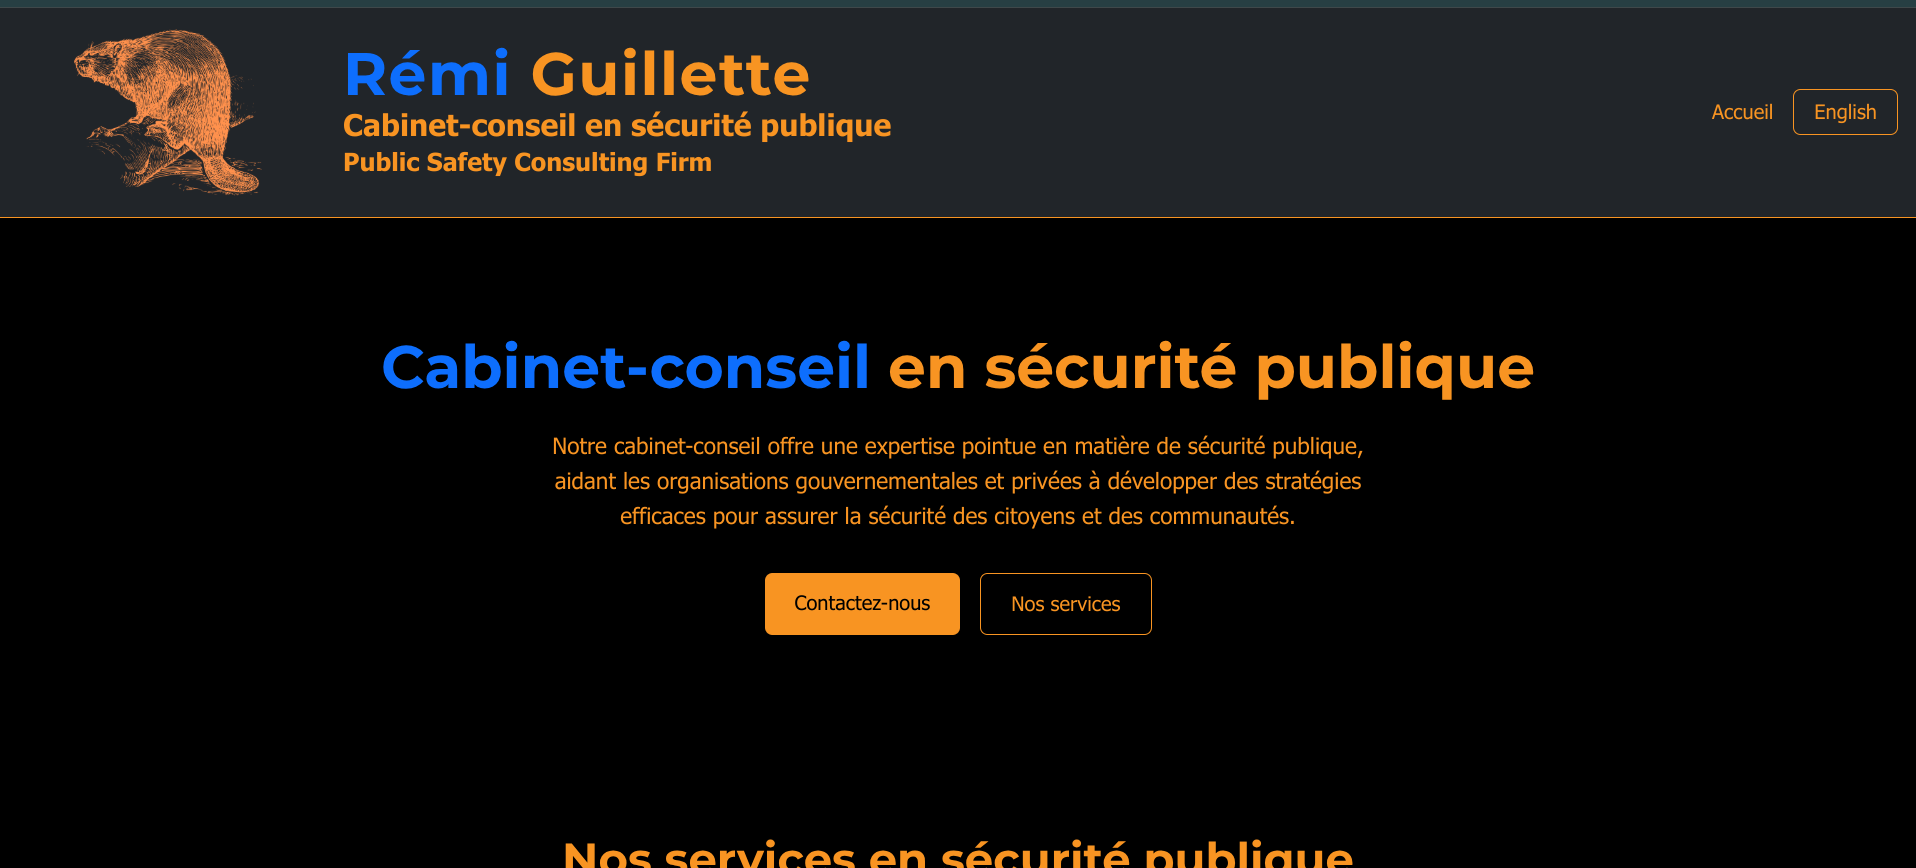 Rémi Guillette
Cabinet-conseil en sécurité publique
Public Safety Consulting Firm
Accueil
English
Cabinet-conseil en sécurité publique
Notre cabinet-conseil offre une expertise pointue en matière de sécurité publique,
aidant les organisations gouvernementales et privées à développer des stratégies
efficaces pour assurer la sécurité des citoyens et des communautés.
Contactez-nous
Nos services
Nos services en sécurité publique